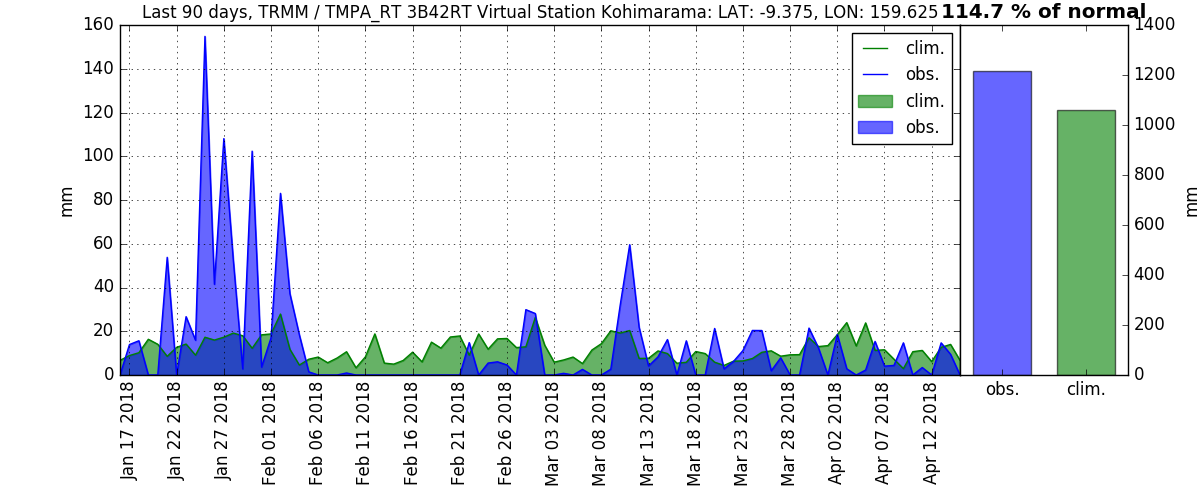 Last 90 days, TRMM / TMPA_RT 3B42RT Virtual Station Kohimarama: LAT: -9.375, LON: 159.625 114.7 % of normal
160
140
120
100
80
60
40
20
0
mm
clim.
obs.
clim.
obs.
1400
1200
1000
800
600
400
200
0
mm
obs. clim.
Jan 17 2018
Jan 22 2018
Jan 27 2018
Feb 01 2018
Feb 06 2018
Feb 11 2018
Feb 16 2018
Feb 21 2018
Feb 26 2018
Mar 03 2018
Mar 08 2018
Mar 13 2018
Mar 18 2018
Mar 23 2018
Mar 28 2018
Apr 02 2018
Apr 07 2018
Apr 12 2018